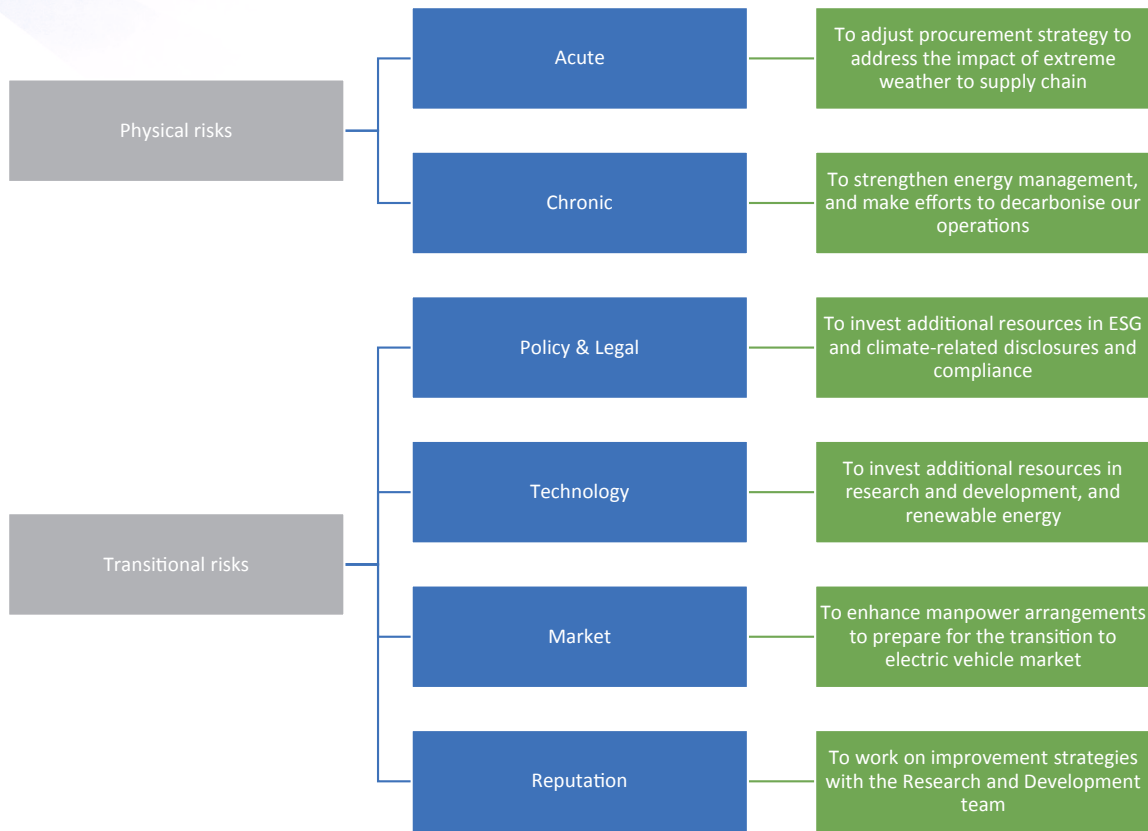 Physical risks
Acute
To adjust procurement strategy to
address the impact of extreme
weather to supply chain
Chronic
To strengthen energy management,
and make efforts to decarbonise our
operations
Transitional risks
Policy & Legal
To invest additional resources in ESG
and climate-related disclosures and
compliance
Technology
To invest additional resources in
research and development, and
renewable energy
Market
To enhance manpower arrangements
to prepare for the transition to
electric vehicle market
Reputation
To work on improvement strategies
with the Research and Development
team